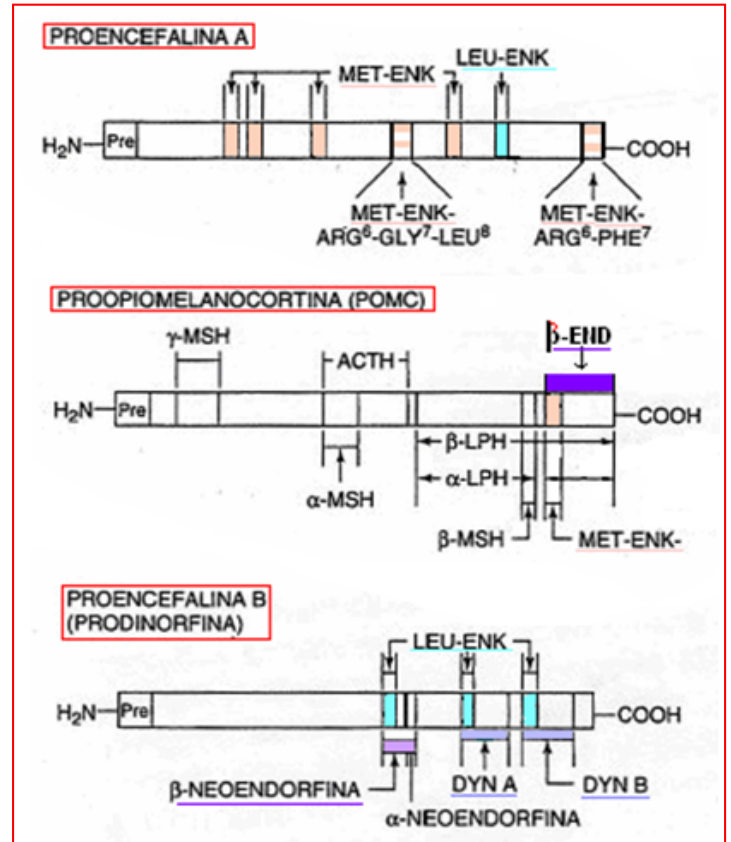 PROENCEFALINA A
LEU-ENK
MET-ENK
H₂N
Pre
COOH
MET-ENK-
ARG⁶-GLY⁷-LEU⁸
MET-ENK-
ARG⁶-PHE⁷
PROOPIOMELANOCORTINA (POMC)
β-END
γ-MSH
ACTH
H₂N
Pre
COOH
β-LPH
α-LPH
α-MSH
β-MSH
MET-ENK-
PROENCEFALINA B
(PRODINORFINA)
LEU-ENK
H₂N
Pre
COOH
β-NEOENDORFINA
DYN A
DYN B
α-NEOENDORFINA